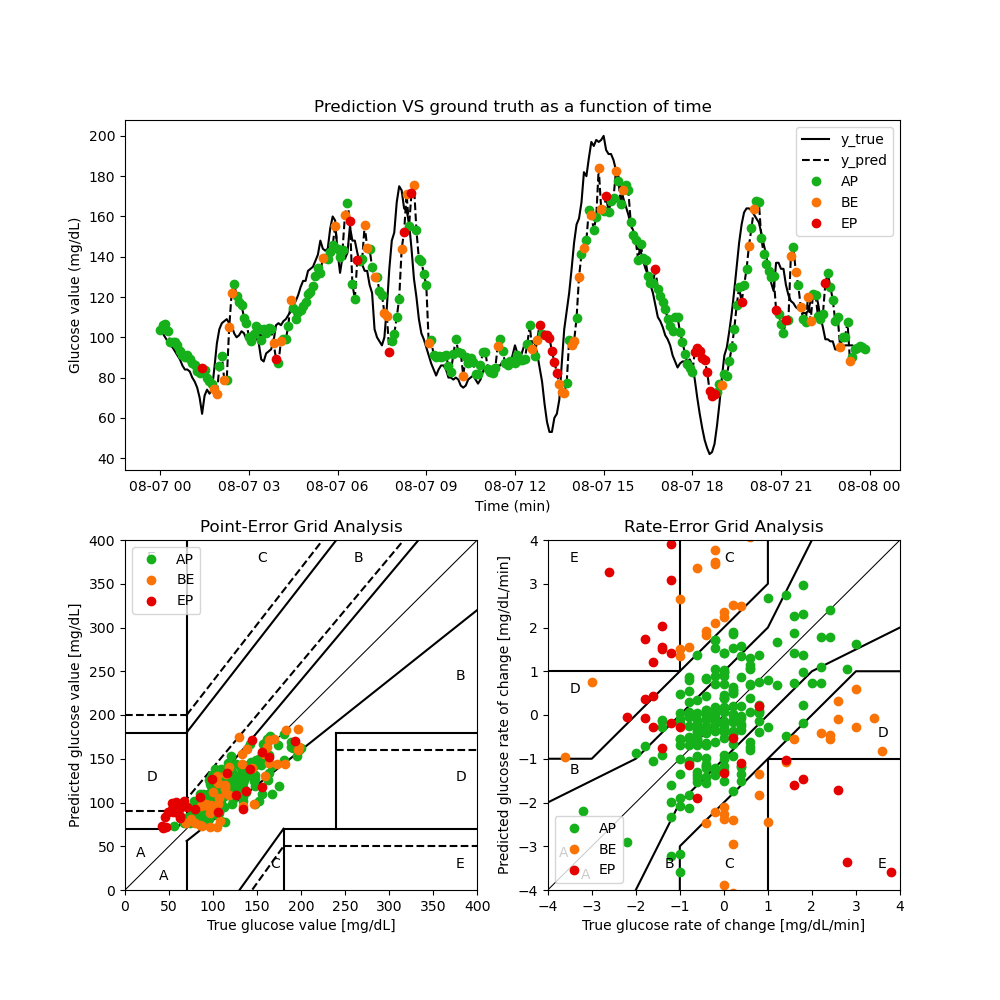 Prediction VS ground truth as a function of time
Glucose value (mg/dL)
200
180
160
140
120
100
80
60
40
y_true
y_pred
AP
BE
EP
08-07 00 08-07 03 08-07 06 08-07 09 08-07 12 08-07 15 08-07 18 08-07 21 08-08 00
Time (min)
Point-Error Grid Analysis
Predicted glucose value [mg/dL]
400
350
300
250
200
150
100
50
0
AP
BE
EP
E
C
B
B
D
D
A
A
C
E
0 50 100 150 200 250 300 350 400
True glucose value [mg/dL]
Rate-Error Grid Analysis
Predicted glucose rate of change [mg/dL/min]
4
3
2
1
0
−1
−2
−3
−4
E
C
D
D
B
A
A
B
C
E
AP
BE
EP
−4 −3 −2 −1 0 1 2 3 4
True glucose rate of change [mg/dL/min]